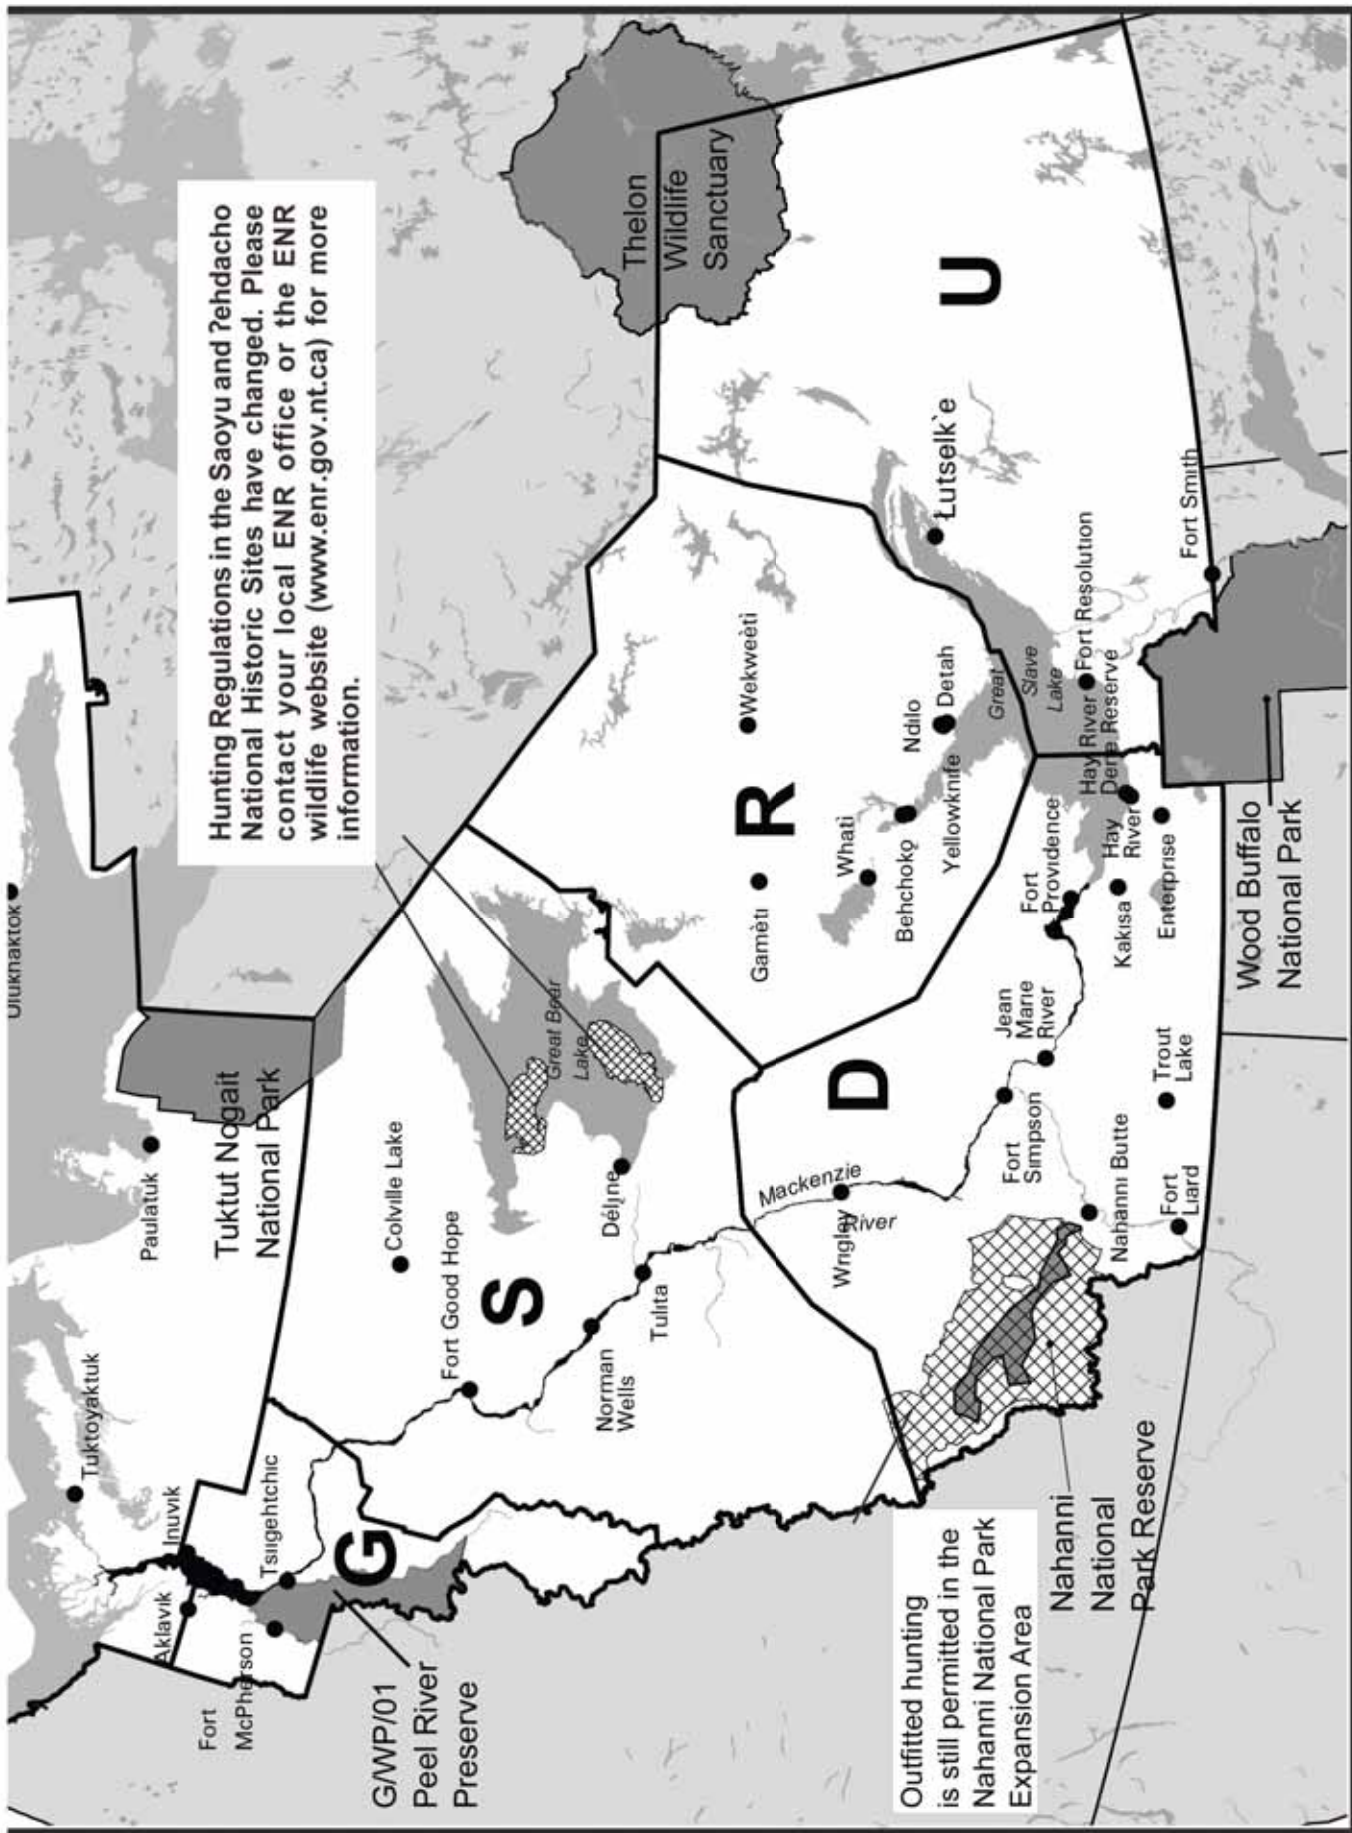 Hunting Regulations in the Saoyu and ?ehdacho
National Historic Sites have changed. Please
contact your local ENR office or the ENR
wildlife website (www.enr.gov.nt.ca) for more
information.
Tuktoyaktuk
Inuvik
Aklavik
Tsiigehtchic
Fort
McPherson
G/WP/01
Peel River
Preserve
G
Paulatuk
Tuktut Nogait
National Park
Colville Lake
Fort Good Hope
S
Norman
Wells
Tulita
Délįne
Great Bear
Lake
Thelon
Wildlife
Sanctuary
U
Łutselk`e
R
Wekweètì
Gamètì
Whatì
Behchokǫ
Ndilo
Detah
Yellowknife
Great
Slave
Lake
Fort Resolution
Hay River
Dene Reserve
Fort Smith
Fort
Providence
Hay
River
Kakisa
Enterprise
D
Mackenzie
River
Wrigley
Fort
Simpson
Jean
Marie
River
Trout
Lake
Nahanni Butte
Fort
Liard
Wood Buffalo
National Park
Nahanni
National
Park Reserve
Outfitted hunting
is still permitted in the
Nahanni National Park
Expansion Area